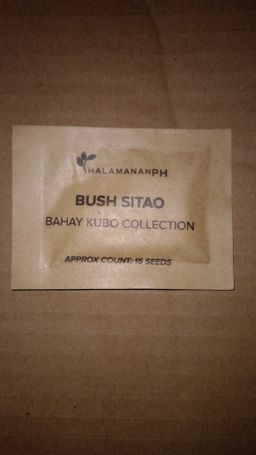 HALAMANANPH
BUSH SITAO
BAHAY KUBO COLLECTION
APPROX COUNT: 15 SEEDS